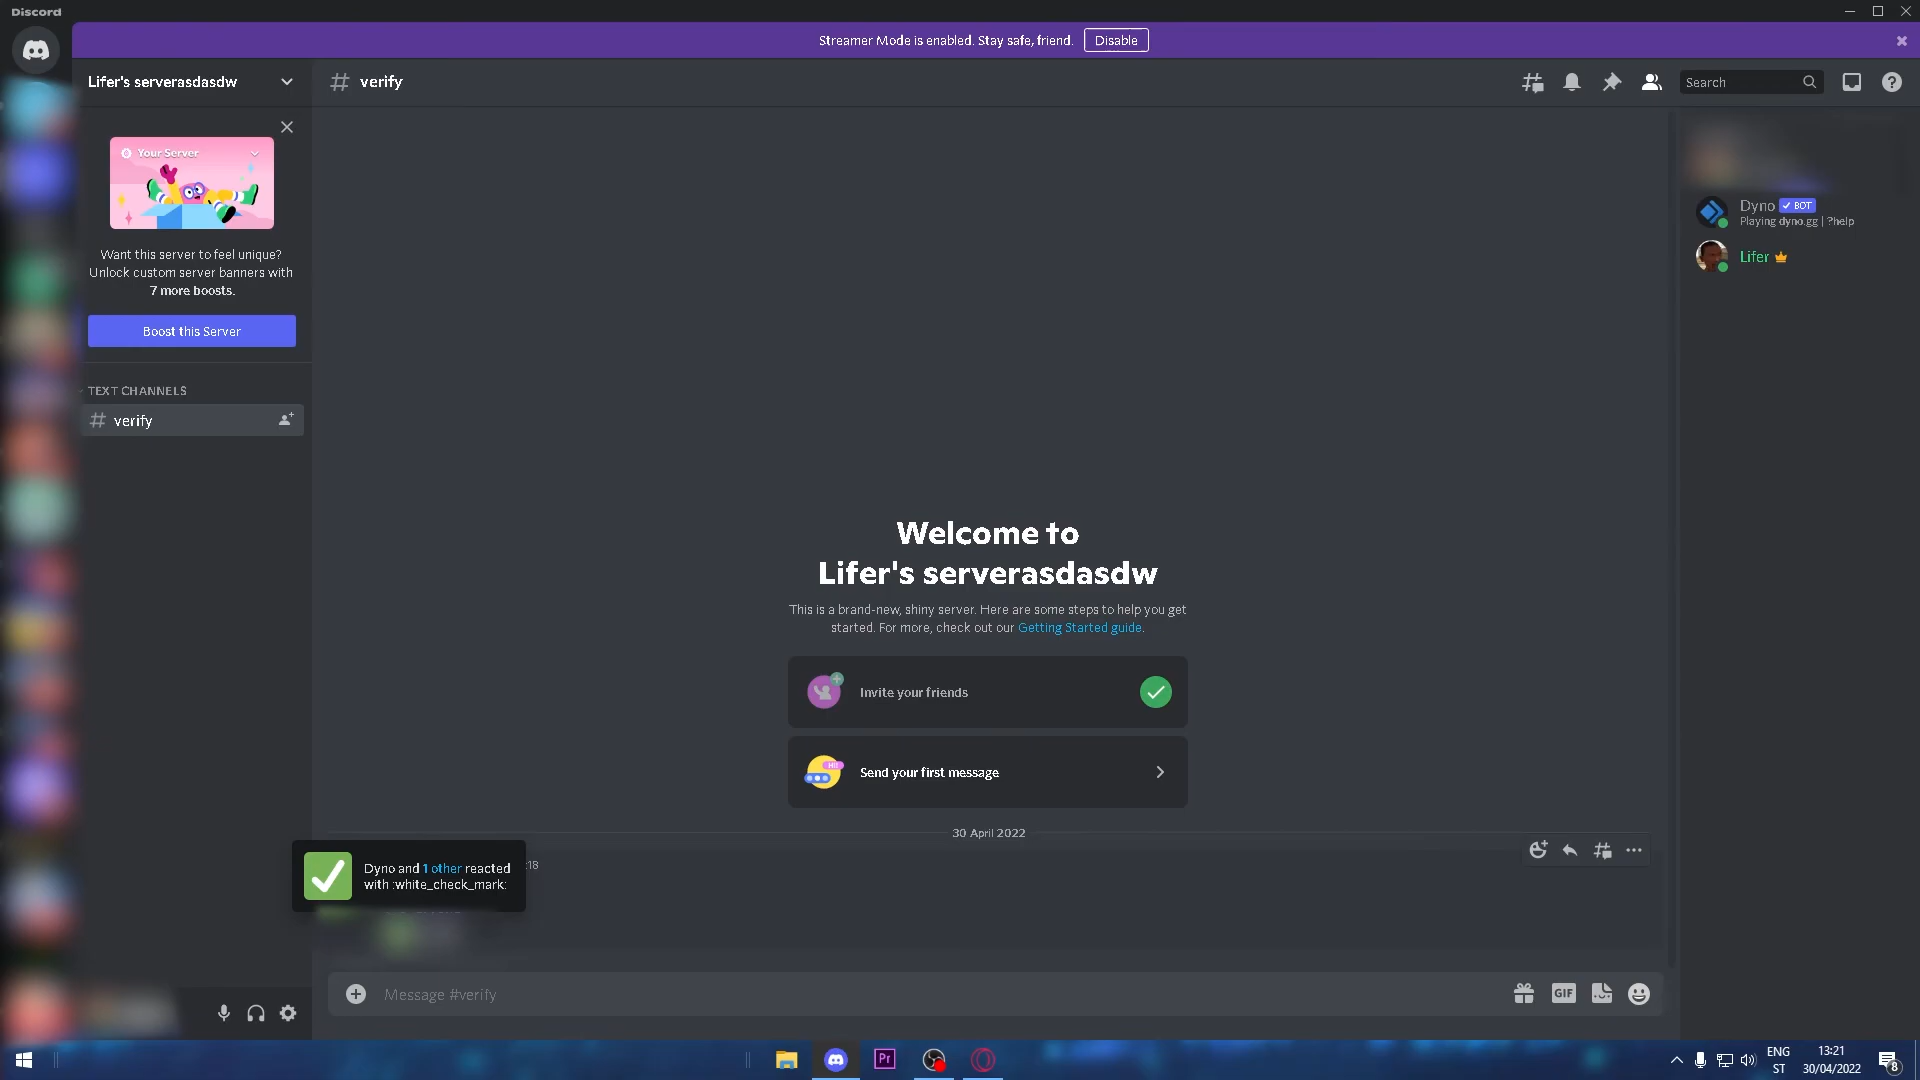 Discord
Streamer Mode is enabled. Stay safe, friend.
Disable
Lifer's serverasdasdw
verify
Search
Your Server
Want this server to feel unique?
Unlock custom server banners with
7 more boosts.
Boost this Server
TEXT CHANNELS
verify
Dyno BOT
Playing dyno.gg | ?help
Lifer
Welcome to
Lifer's serverasdasdw
This is a brand-new, shiny server. Here are some steps to help you get
started. For more, check out our Getting Started guide.
Invite your friends
Hi!
Send your first message
30 April 2022
Dyno and 1 other reacted
with :white_check_mark:
:18
Message #verify
GIF
Pr
ENG
ST
13:21
30/04/2022
8